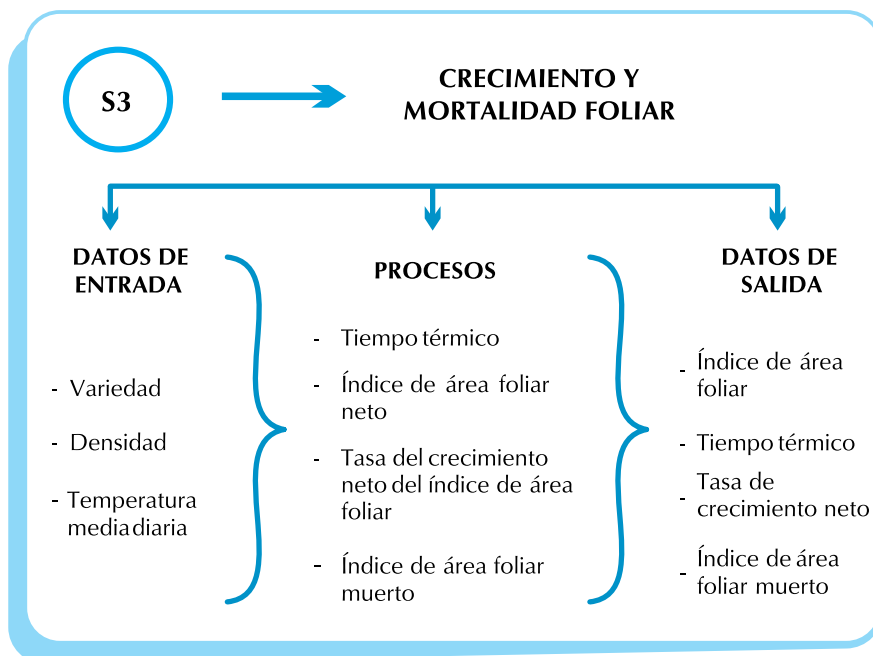 S3
CRECIMIENTO Y
MORTALIDAD FOLIAR
DATOS DE
ENTRADA
- Variedad
- Densidad
- Temperatura
media diaria
PROCESOS
- Tiempo térmico
- Índice de área foliar
neto
- Tasa del crecimiento
neto del índice de área
foliar
- Índice de área foliar
muerto
DATOS DE
SALIDA
- Índice de área
foliar
- Tiempo térmico
- Tasa de
crecimiento neto
- Índice de área
foliar muerto